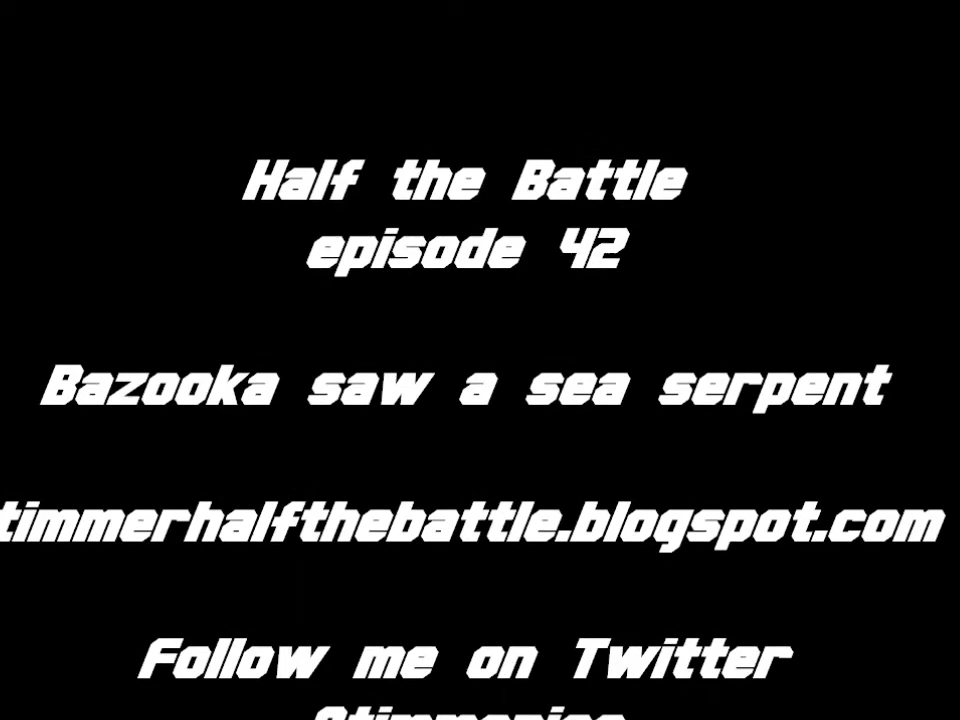 Half the Battle
episode 42
Bazooka saw a sea serpent
timmerhalfthebattle.blogspot.com
Follow me on Twitter